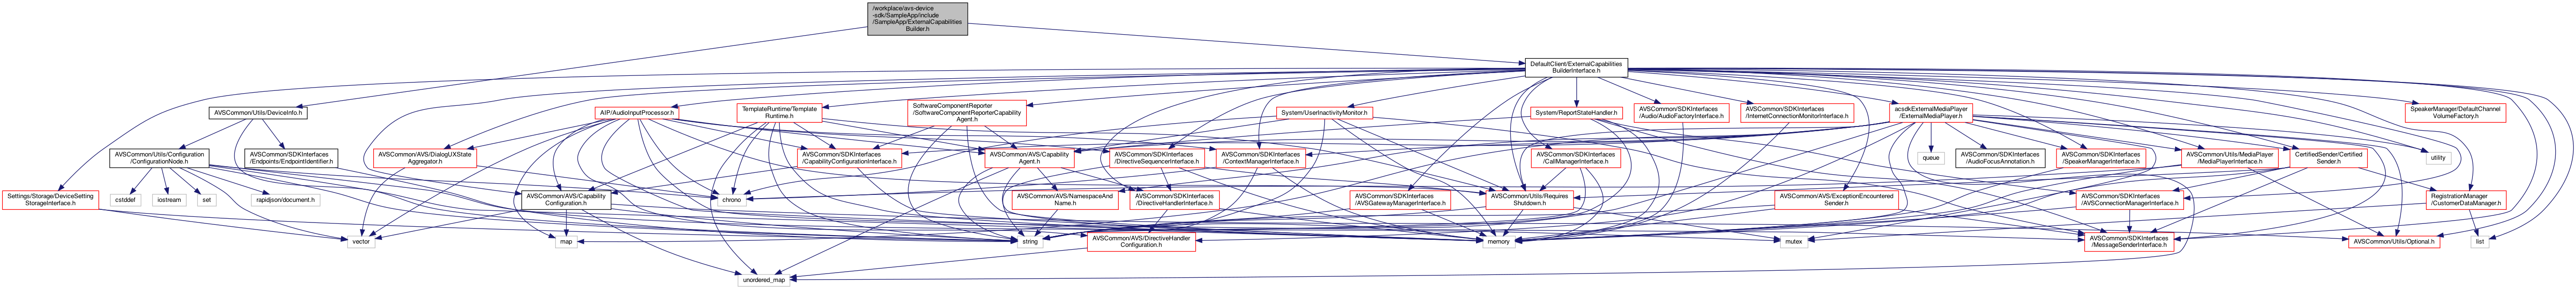 /workplace/avs-device
-sdk/SampleApp/include
/SampleApp/ExternalCapabilities
Builder.h
DefaultClient/ExternalCapabilities
BuilderInterface.h
AVSCommon/Utils/DeviceInfo.h
AIP/AudioInputProcessor.h
TemplateRuntime/Template
Runtime.h
SoftwareComponentReporter
/SoftwareComponentReporterCapability
Agent.h
System/UserInactivityMonitor.h
System/ReportStateHandler.h
AVSCommon/SDKInterfaces
/Audio/AudioFactoryInterface.h
AVSCommon/SDKInterfaces
/InternetConnectionMonitorInterface.h
acsdkExternalMediaPlayer
/ExternalMediaPlayer.h
SpeakerManager/DefaultChannel
VolumeFactory.h
AVSCommon/Utils/Configuration
/ConfigurationNode.h
AVSCommon/SDKInterfaces
/Endpoints/EndpointIdentifier.h
AVSCommon/AVS/DialogUXState
Aggregator.h
AVSCommon/SDKInterfaces
/CapabilityConfigurationInterface.h
AVSCommon/AVS/Capability
Agent.h
AVSCommon/SDKInterfaces
/DirectiveSequencerInterface.h
AVSCommon/SDKInterfaces
/ContextManagerInterface.h
AVSCommon/SDKInterfaces
/CallManagerInterface.h
queue
AVSCommon/SDKInterfaces
/AudioFocusAnnotation.h
AVSCommon/SDKInterfaces
/SpeakerManagerInterface.h
AVSCommon/Utils/MediaPlayer
/MediaPlayerInterface.h
CertifiedSender/Certified
Sender.h
utility
Settings/Storage/DeviceSetting
StorageInterface.h
cstddef
iostream
set
rapidjson/document.h
AVSCommon/AVS/Capability
Configuration.h
chrono
AVSCommon/AVS/NamespaceAnd
Name.h
AVSCommon/SDKInterfaces
/DirectiveHandlerInterface.h
AVSCommon/SDKInterfaces
/AVSGatewayManagerInterface.h
AVSCommon/Utils/Requires
Shutdown.h
AVSCommon/AVS/ExceptionEncountered
Sender.h
AVSCommon/SDKInterfaces
/AVSConnectionManagerInterface.h
RegistrationManager
/CustomerDataManager.h
vector
map
string
AVSCommon/AVS/DirectiveHandler
Configuration.h
memory
mutex
AVSCommon/SDKInterfaces
/MessageSenderInterface.h
AVSCommon/Utils/Optional.h
list
unordered_map